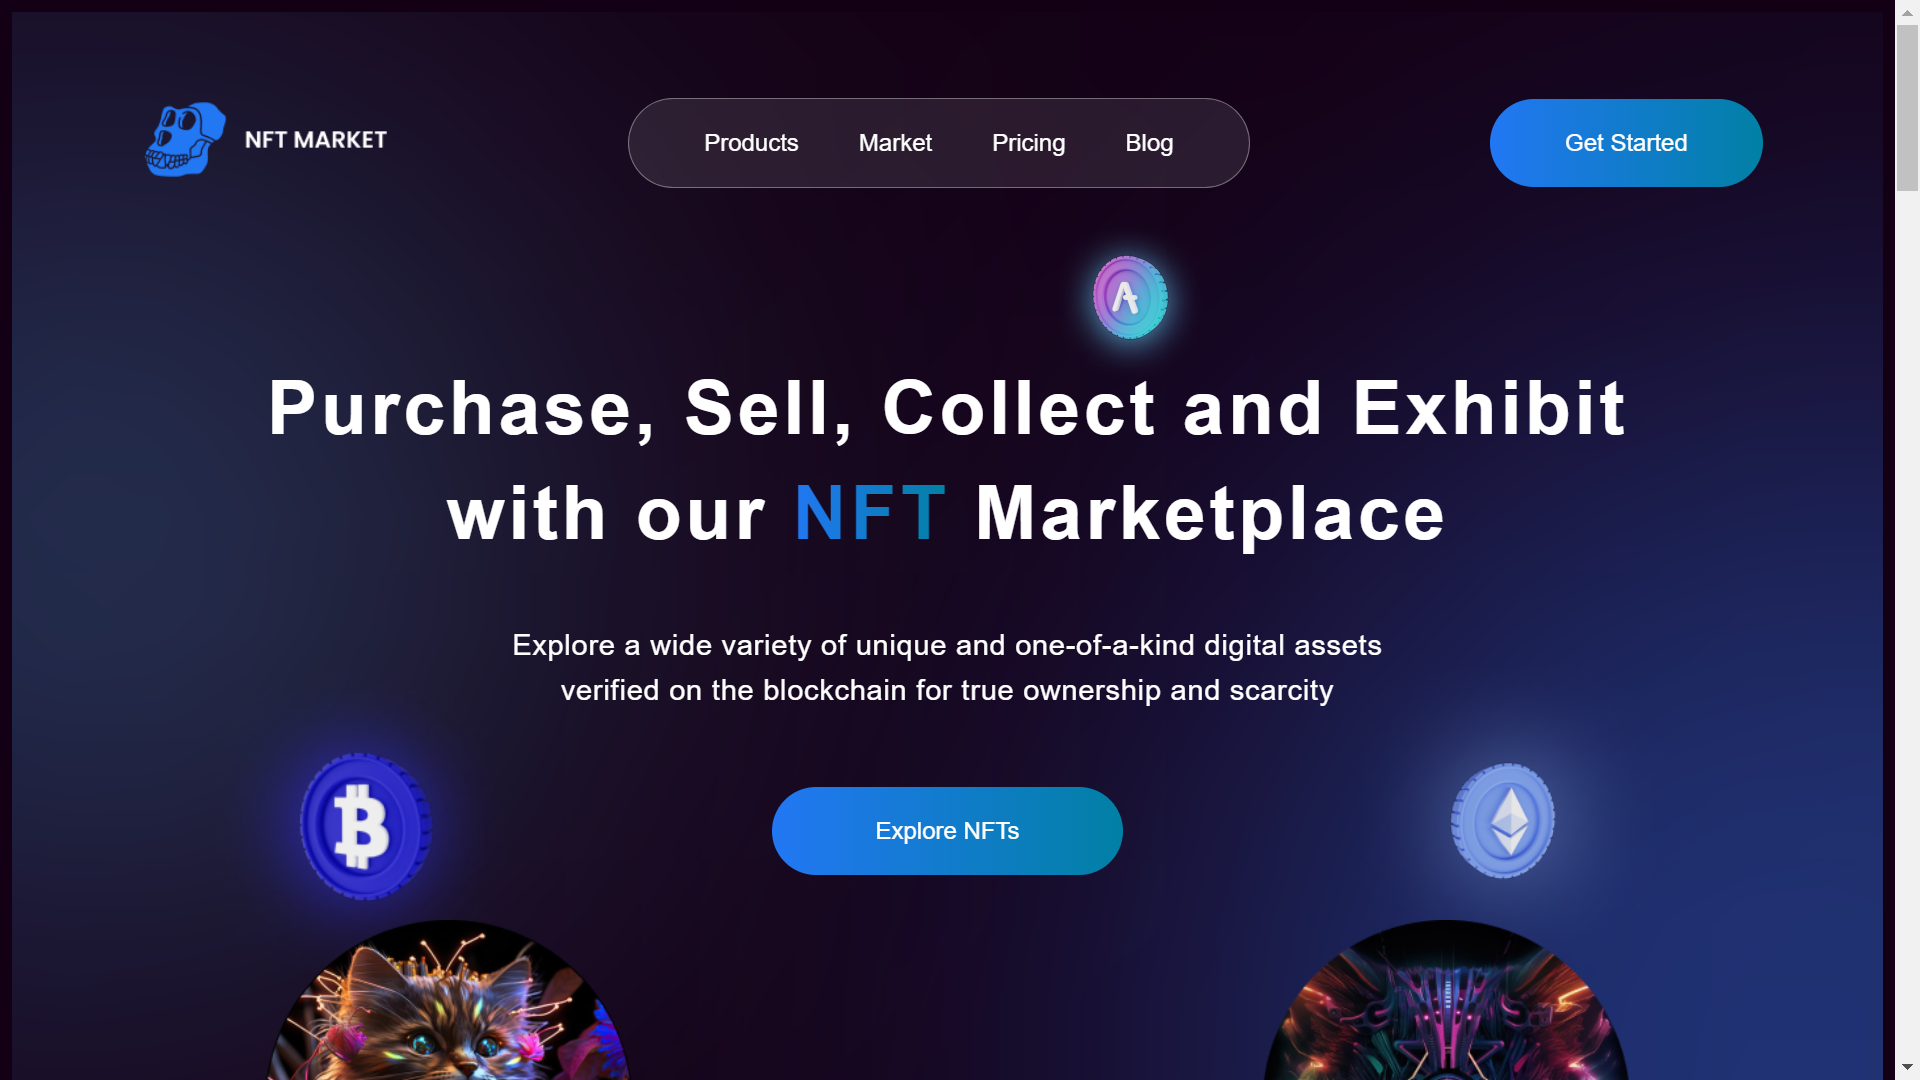 NFT MARKET
Products Market Pricing Blog
Get Started
Purchase, Sell, Collect and Exhibit
with our NFT Marketplace
Explore a wide variety of unique and one-of-a-kind digital assets
verified on the blockchain for true ownership and scarcity
Explore NFTs